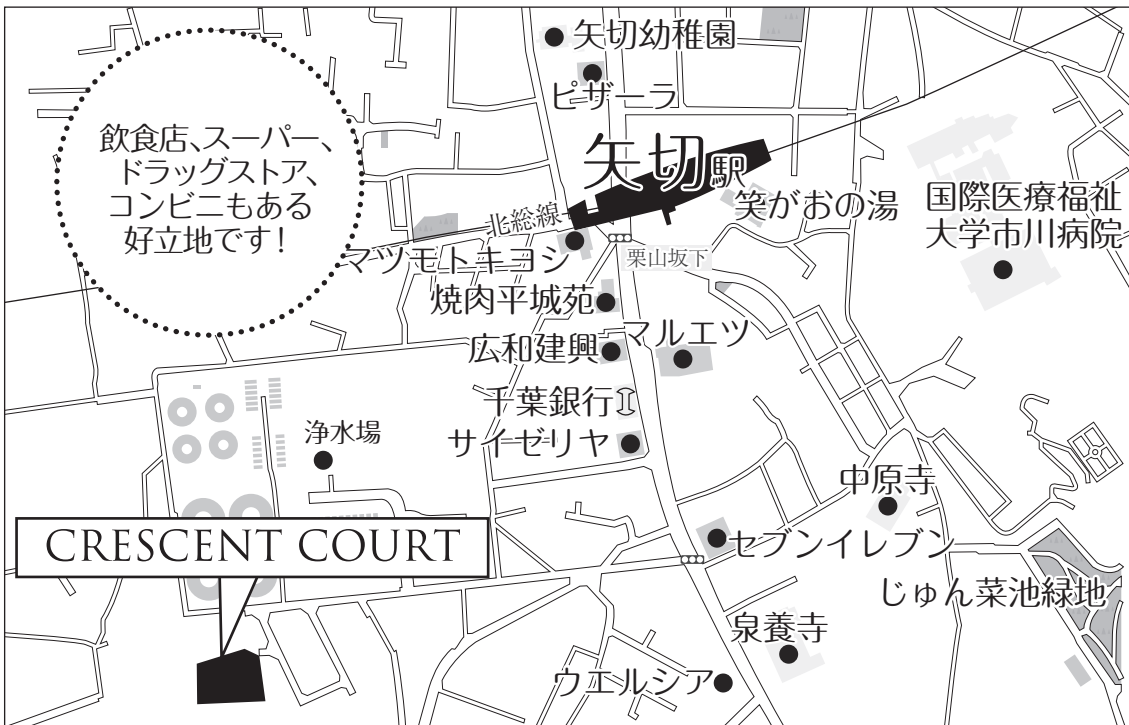 矢切幼稚園
ピザーラ
飲食店、スーパー、
ドラッグストア、
コンビニもある
好立地です！
矢切駅
笑がおの湯
国際医療福祉
大学市川病院
北総線
マツモトキヨシ
栗山坂下
焼肉平城苑
広和建興
マルエツ
千葉銀行
サイゼリヤ
浄水場
中原寺
CRESCENT COURT
セブンイレブン
じゅん菜池緑地
泉養寺
ウエルシア